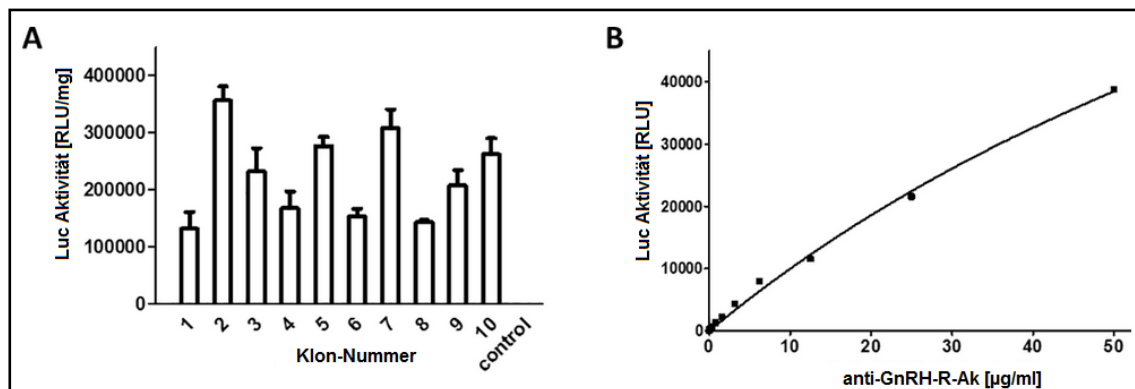 A
Luc Aktivität [RLU/mg]
400000
300000
200000
100000
0
1 2 3 4 5 6 7 8 9 10 control
Klon-Nummer
B
Luc Aktivität [RLU]
40000
30000
20000
10000
0
0 10 20 30 40 50
anti-GnRH-R-Ak [µg/ml]